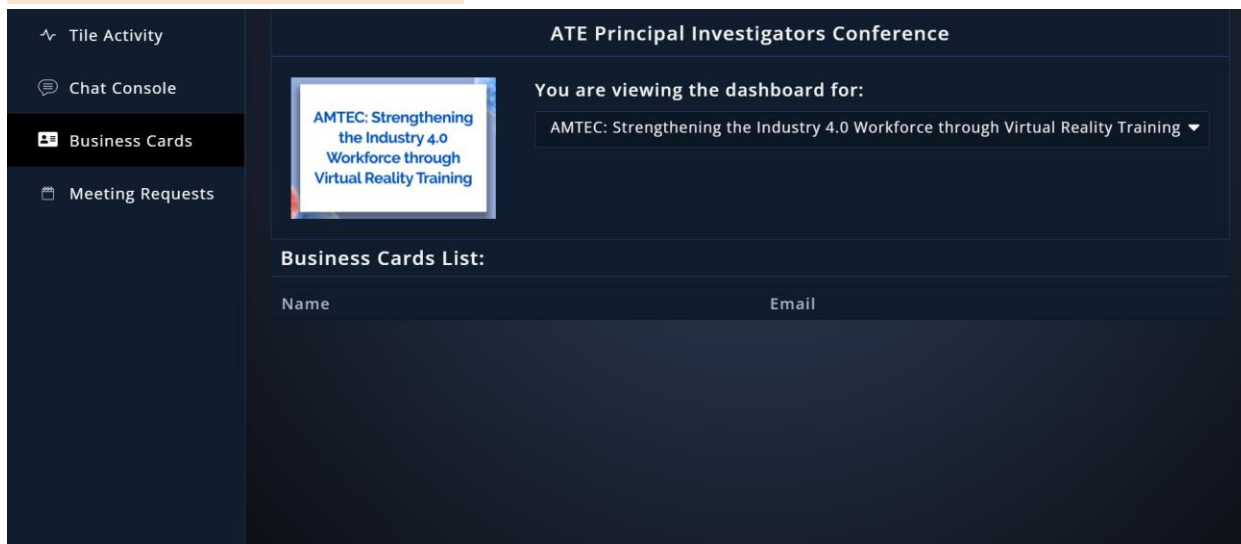 Tile Activity
Chat Console
Business Cards
Meeting Requests
ATE Principal Investigators Conference
AMTEC: Strengthening
the Industry 4.0
Workforce through
Virtual Reality Training
You are viewing the dashboard for:
AMTEC: Strengthening the Industry 4.0 Workforce through Virtual Reality Training
Business Cards List:
Name Email